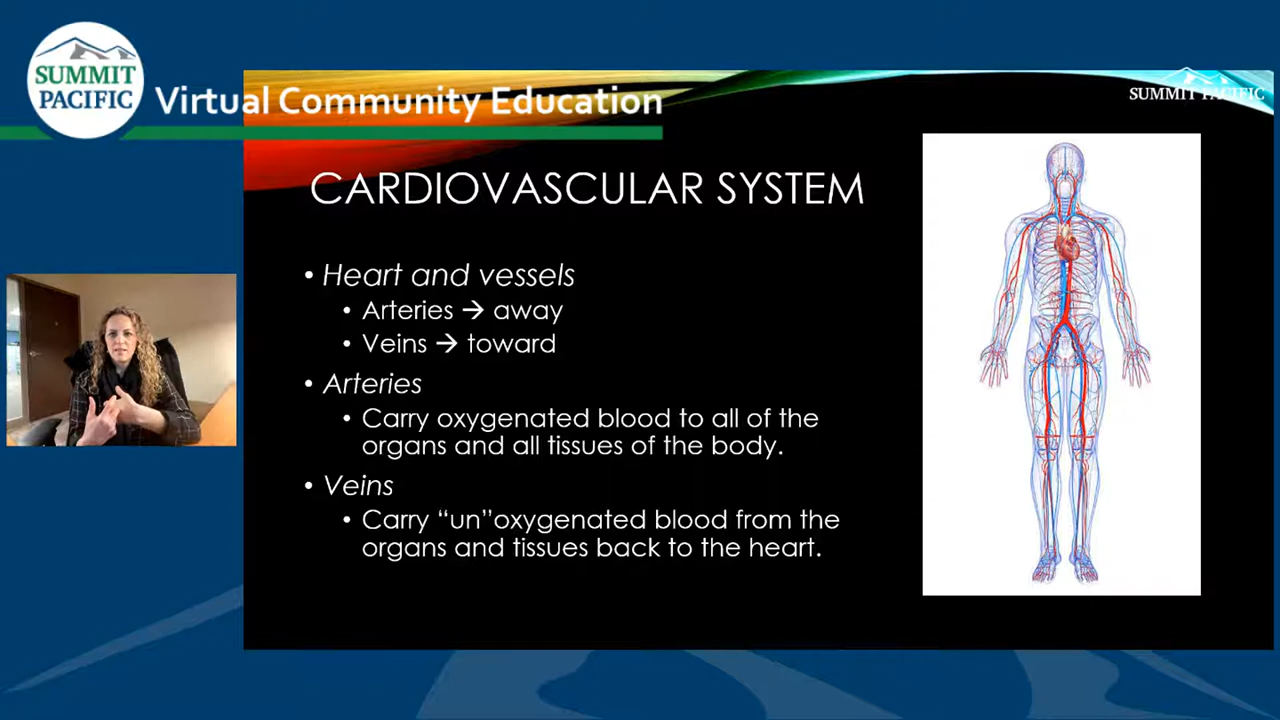 SUMMIT
PACIFIC
Virtual Community Education
SUMMIT PACIFIC
CARDIOVASCULAR SYSTEM
• Heart and vessels
• Arteries → away
• Veins → toward
• Arteries
• Carry oxygenated blood to all of the
organs and all tissues of the body.
• Veins
• Carry “un”oxygenated blood from the
organs and tissues back to the heart.